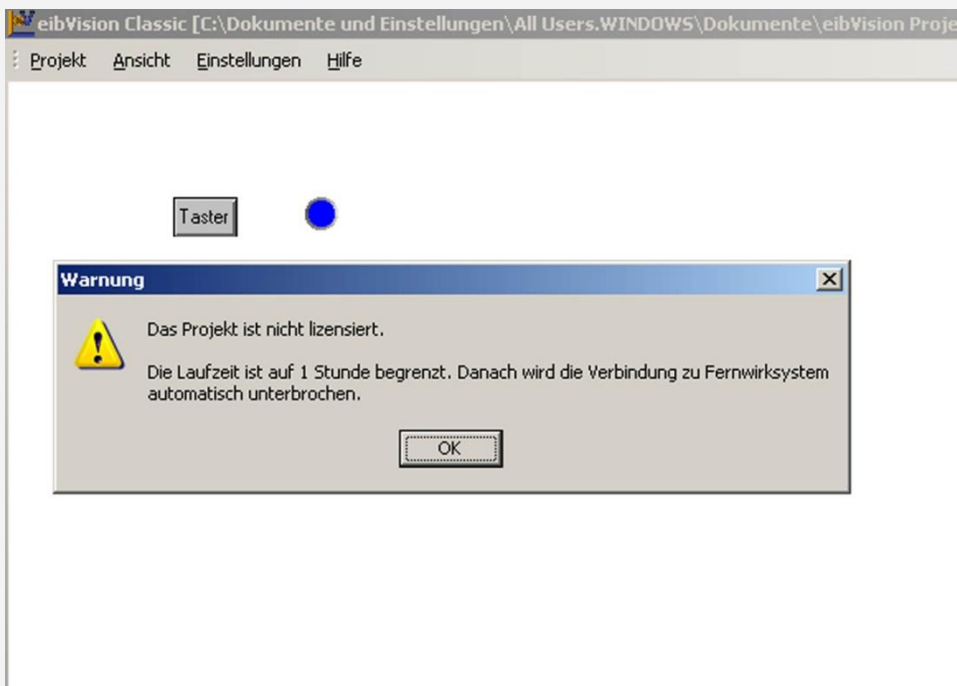 eibVision Classic [C:\Dokumente und Einstellungen\All Users.WINDOWS\Dokumente\eibVision Proje
Projekt Ansicht Einstellungen Hilfe
Taster
Warnung
Das Projekt ist nicht lizensiert.
Die Laufzeit ist auf 1 Stunde begrenzt. Danach wird die Verbindung zu Fernwirksystem
automatisch unterbrochen.
OK